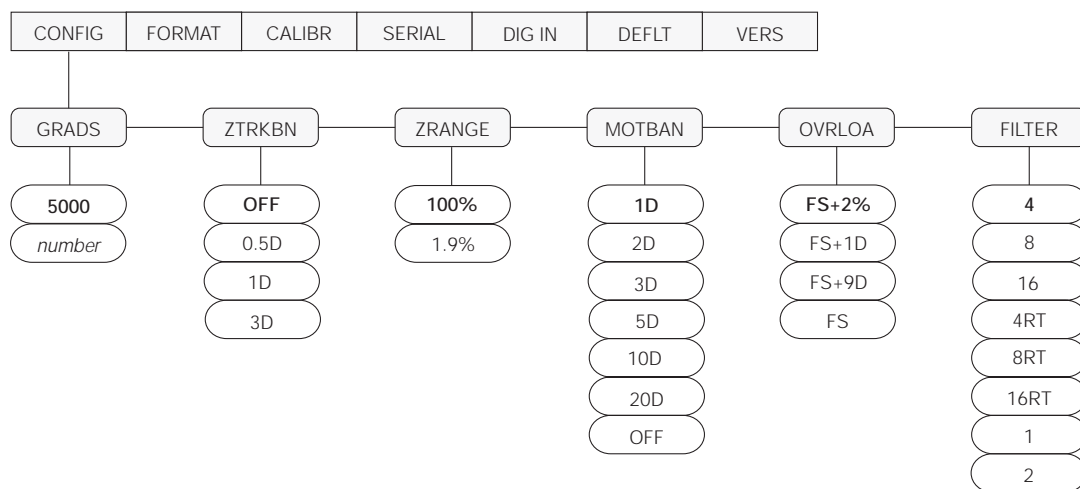 CONFIG FORMAT CALIBR SERIAL DIG IN DEFLT VERS
GRADS ZTRKBN ZRANGE MOTBAN OVRLOA FILTER
5000 OFF 100% 1D FS+2% 4
number 0.5D 1.9% 2D FS+1D 8
1D 3D FS+9D 16
3D 5D FS 4RT
10D 8RT
20D 16RT
OFF 1
2